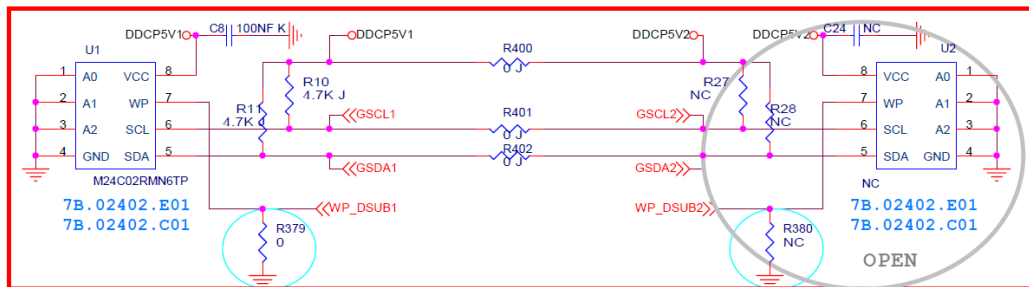 DDCP5V1
C8
100NF K
DDCP5V1
R400
0 J
DDCP5V2
DDCP5V2
C24
NC
U1
U2
1
2
3
4
A0
A1
A2
GND
VCC
WP
SCL
SDA
8
7
6
5
M24C02RMN6TP
7B.02402.E01
7B.02402.C01
R10
4.7K J
R11
4.7K J
GSCL1
GSDA1
R401
0 J
R402
0 J
GSCL2
GSDA2
R27
NC
R28
NC
WP_DSUB1
WP_DSUB2
R379
0
R380
NC
8
7
6
5
VCC
WP
SCL
SDA
A0
A1
A2
GND
1
2
3
4
NC
7B.02402.E01
7B.02402.C01
OPEN